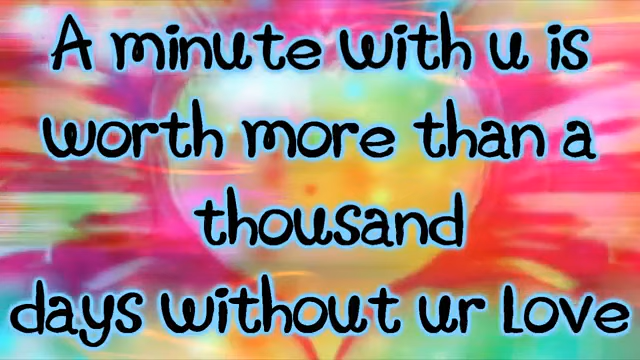 A minute with u is
worth more than a
thousand
days without ur love